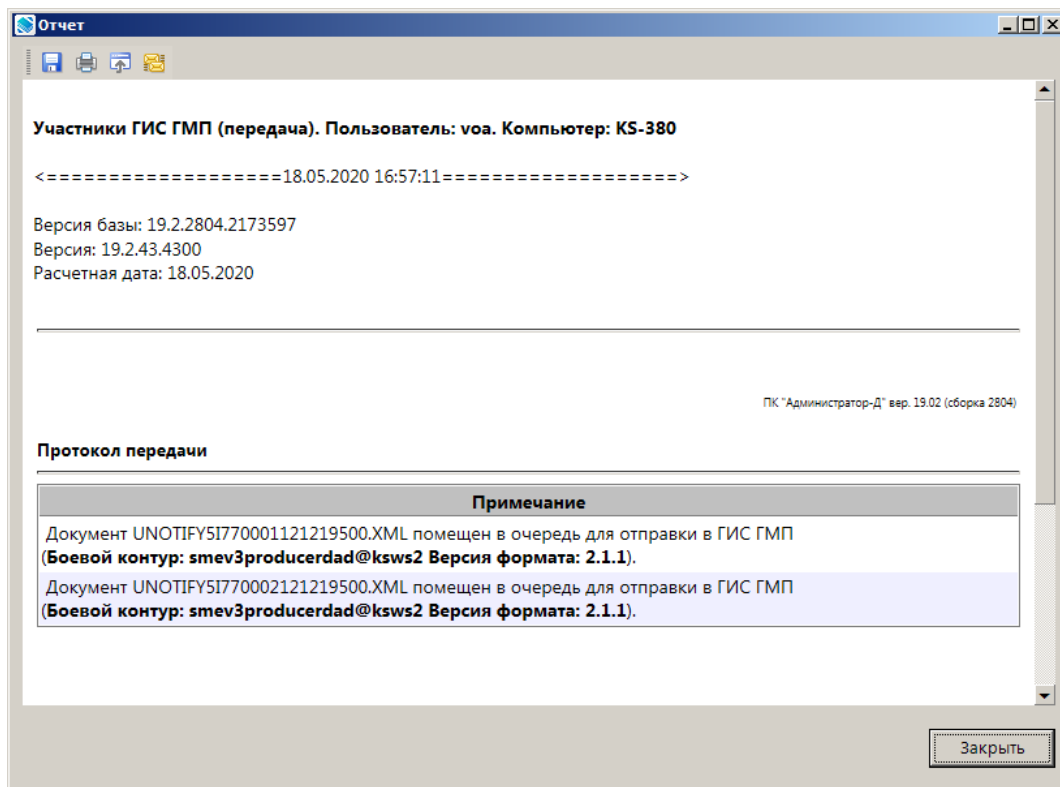 Отчет
Участники ГИС ГМП (передача). Пользователь: voa. Компьютер: KS-380
<===================18.05.2020 16:57:11===================>
Версия базы: 19.2.2804.2173597
Версия: 19.2.43.4300
Расчетная дата: 18.05.2020
ПК "Администратор-Д" вер. 19.02 (сборка 2804)
Протокол передачи
Примечание
Документ UNOTIFY5I770001121219500.XML помещен в очередь для отправки в ГИС ГМП
(Боевой контур: smev3producerdad@ksws2 Версия формата: 2.1.1).
Документ UNOTIFY5I770002121219500.XML помещен в очередь для отправки в ГИС ГМП
(Боевой контур: smev3producerdad@ksws2 Версия формата: 2.1.1).
Закрыть